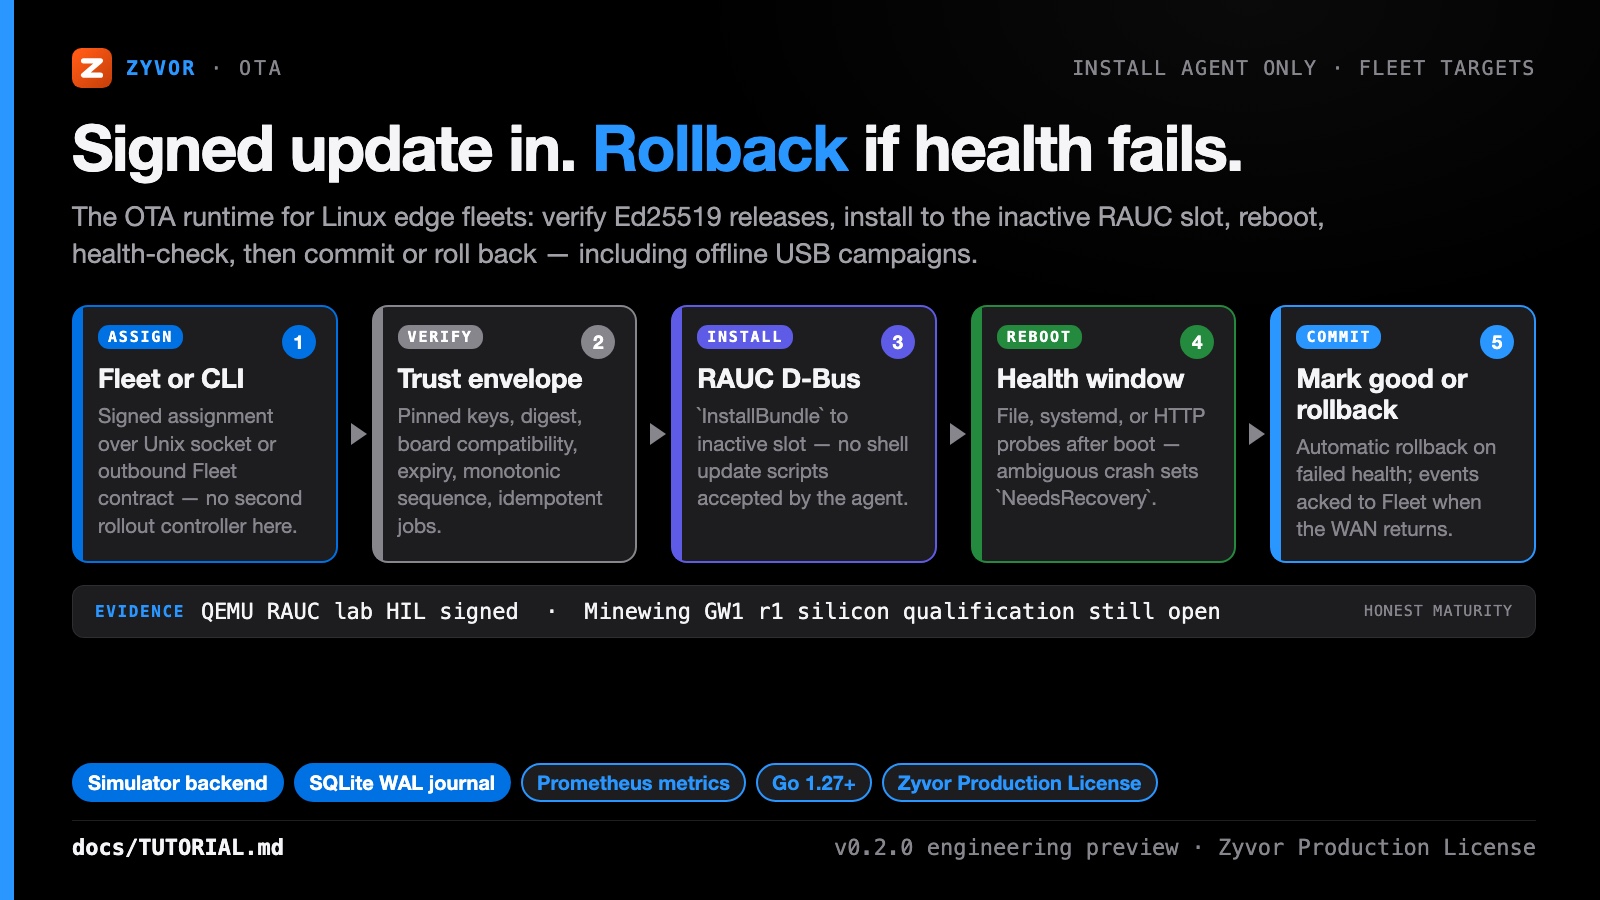 ZYVOR · OTA
INSTALL AGENT ONLY · FLEET TARGETS
Signed update in. Rollback if health fails.
The OTA runtime for Linux edge fleets: verify Ed25519 releases, install to the inactive RAUC slot, reboot,
health-check, then commit or roll back — including offline USB campaigns.
ASSIGN
1
Fleet or CLI
Signed assignment
over Unix socket or
outbound Fleet
contract — no second
rollout controller here.
VERIFY
2
Trust envelope
Pinned keys, digest,
board compatibility,
expiry, monotonic
sequence, idempotent
jobs.
INSTALL
3
RAUC D-Bus
`InstallBundle` to
inactive slot — no shell
update scripts
accepted by the agent.
REBOOT
4
Health window
File, systemd, or HTTP
probes after boot —
ambiguous crash sets
`NeedsRecovery`.
COMMIT
5
Mark good or
rollback
Automatic rollback on
failed health; events
acked to Fleet when
the WAN returns.
EVIDENCE QEMU RAUC lab HIL signed · Minewing GW1 r1 silicon qualification still open
HONEST MATURITY
Simulator backend
SQLite WAL journal
Prometheus metrics
Go 1.27+
Zyvor Production License
docs/TUTORIAL.md
v0.2.0 engineering preview · Zyvor Production License